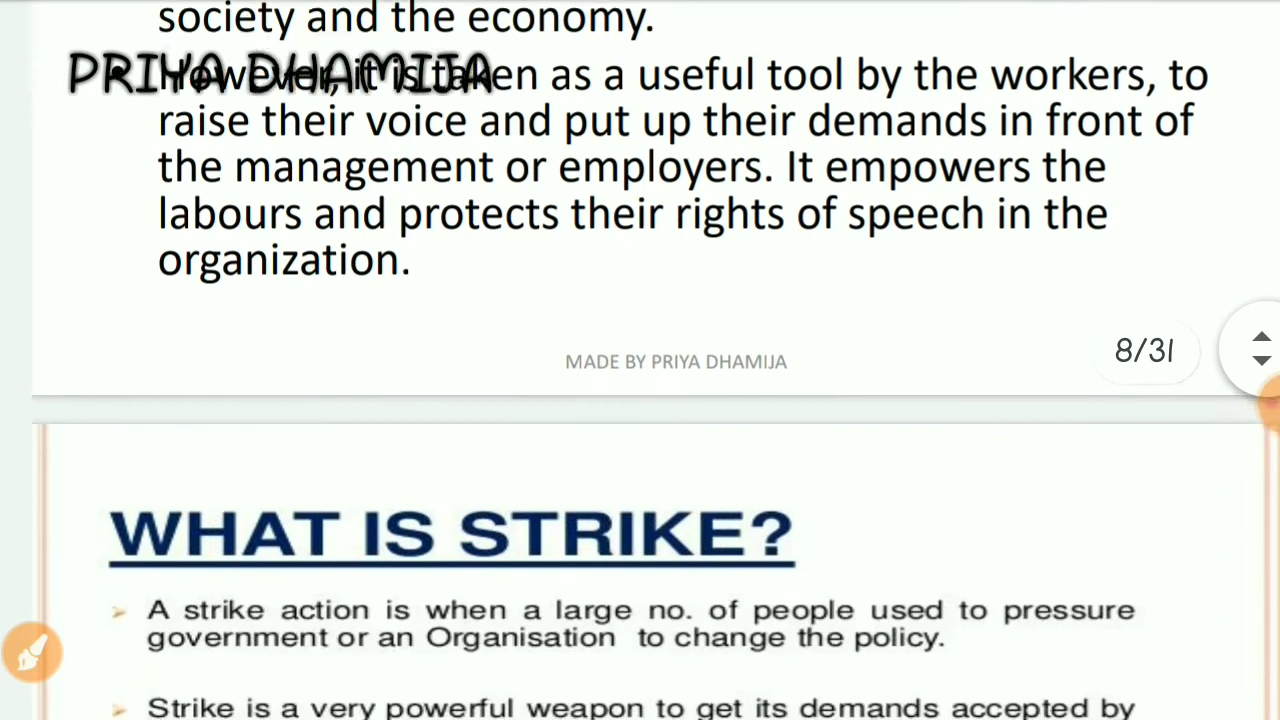 society and the economy.
PRIYA DHAMIJA
• However, it is taken as a useful tool by the workers, to
raise their voice and put up their demands in front of
the management or employers. It empowers the
labours and protects their rights of speech in the
organization.
MADE BY PRIYA DHAMIJA
8/31
WHAT IS STRIKE?
A strike action is when a large no. of people used to pressure
government or an Organisation to change the policy.
Strike is a very powerful weapon to get its demands accepted by